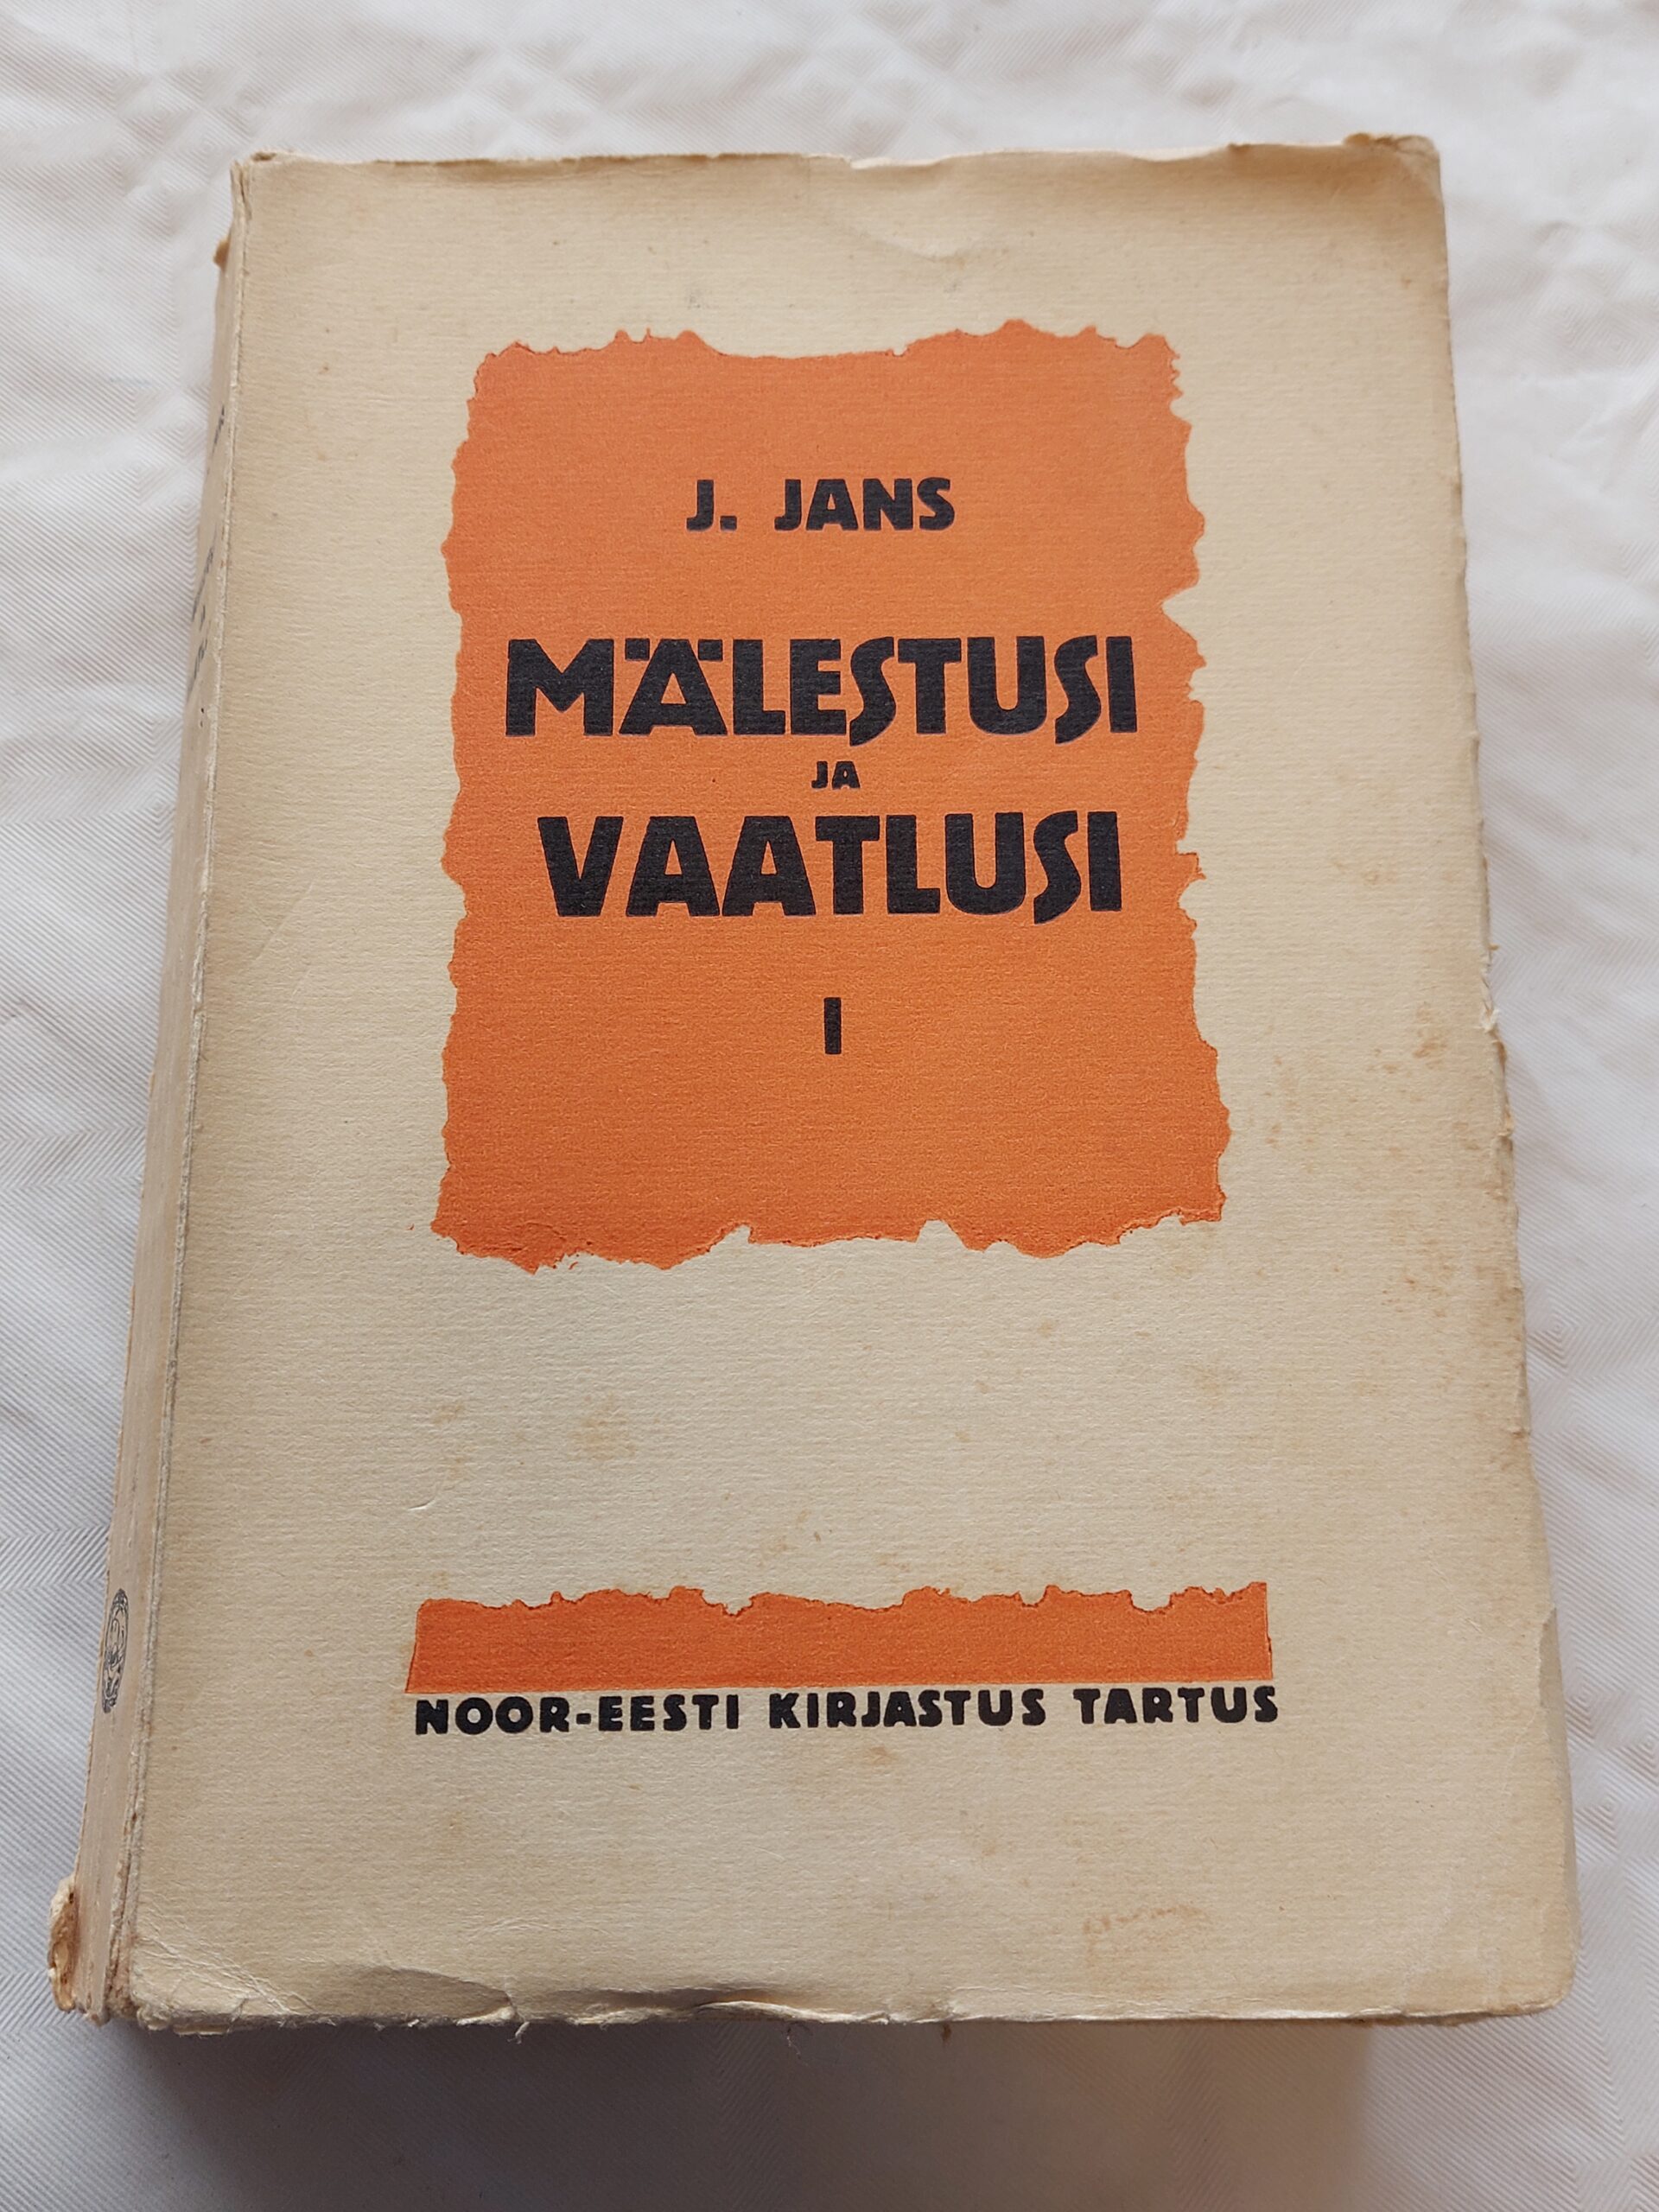 J. JANS
MÄLESTUSI
JA
VAATLUSI
I
NOOR-EESTI KIRJASTUS TARTUS